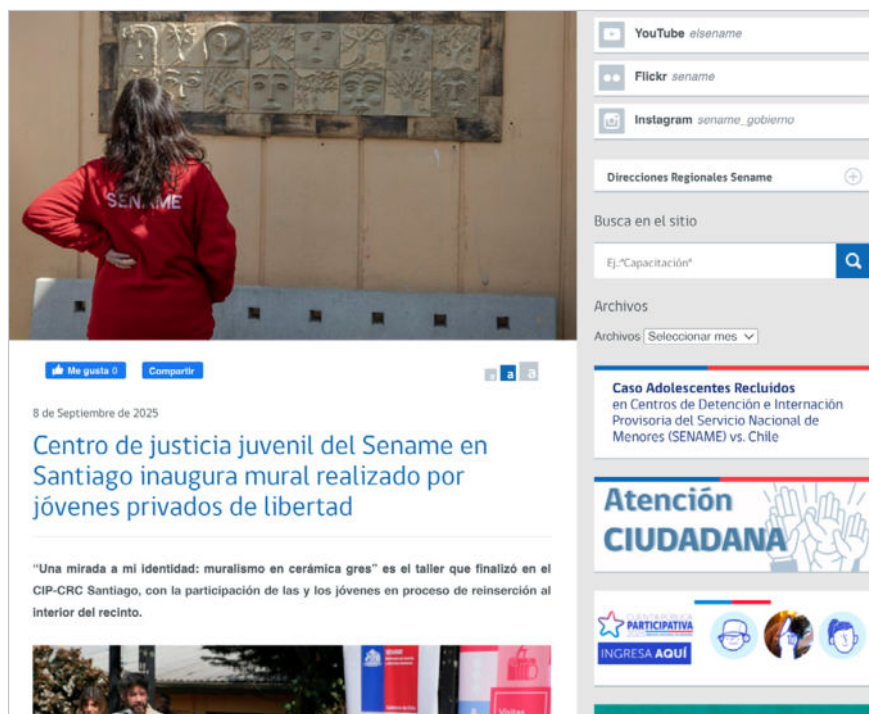 SENAME
Me gusta 0
Compartir
a a a
8 de Septiembre de 2025
Centro de justicia juvenil del Sename en
Santiago inaugura mural realizado por
jóvenes privados de libertad
“Una mirada a mi identidad: muralismo en cerámica gres” es el taller que finalizó en el
CIP-CRC Santiago, con la participación de las y los jóvenes en proceso de reinserción al
interior del recinto.
SENAME
Visitas
YouTube elsename
Flickr sename
Instagram sename_gobierno
Direcciones Regionales Sename
Busca en el sitio
Ej.:"Capacitación"
Archivos
Archivos Seleccionar mes
Caso Adolescentes Recluidos
en Centros de Detención e Internación
Provisoria del Servicio Nacional de
Menores (SENAME) vs. Chile
Atención
CIUDADANA
CUENTA PÚBLICA
PARTICIPATIVA
INGRESA AQUÍ